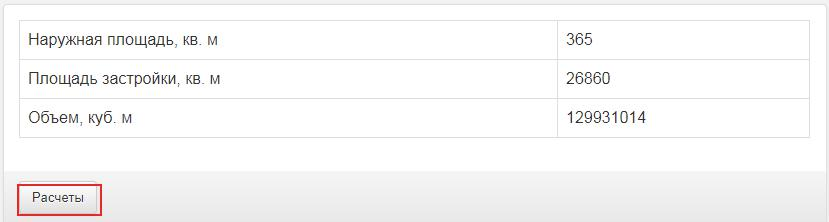 Наружная площадь, кв. м 365
Площадь застройки, кв. м 26860
Объем, куб. м 129931014
Расчеты